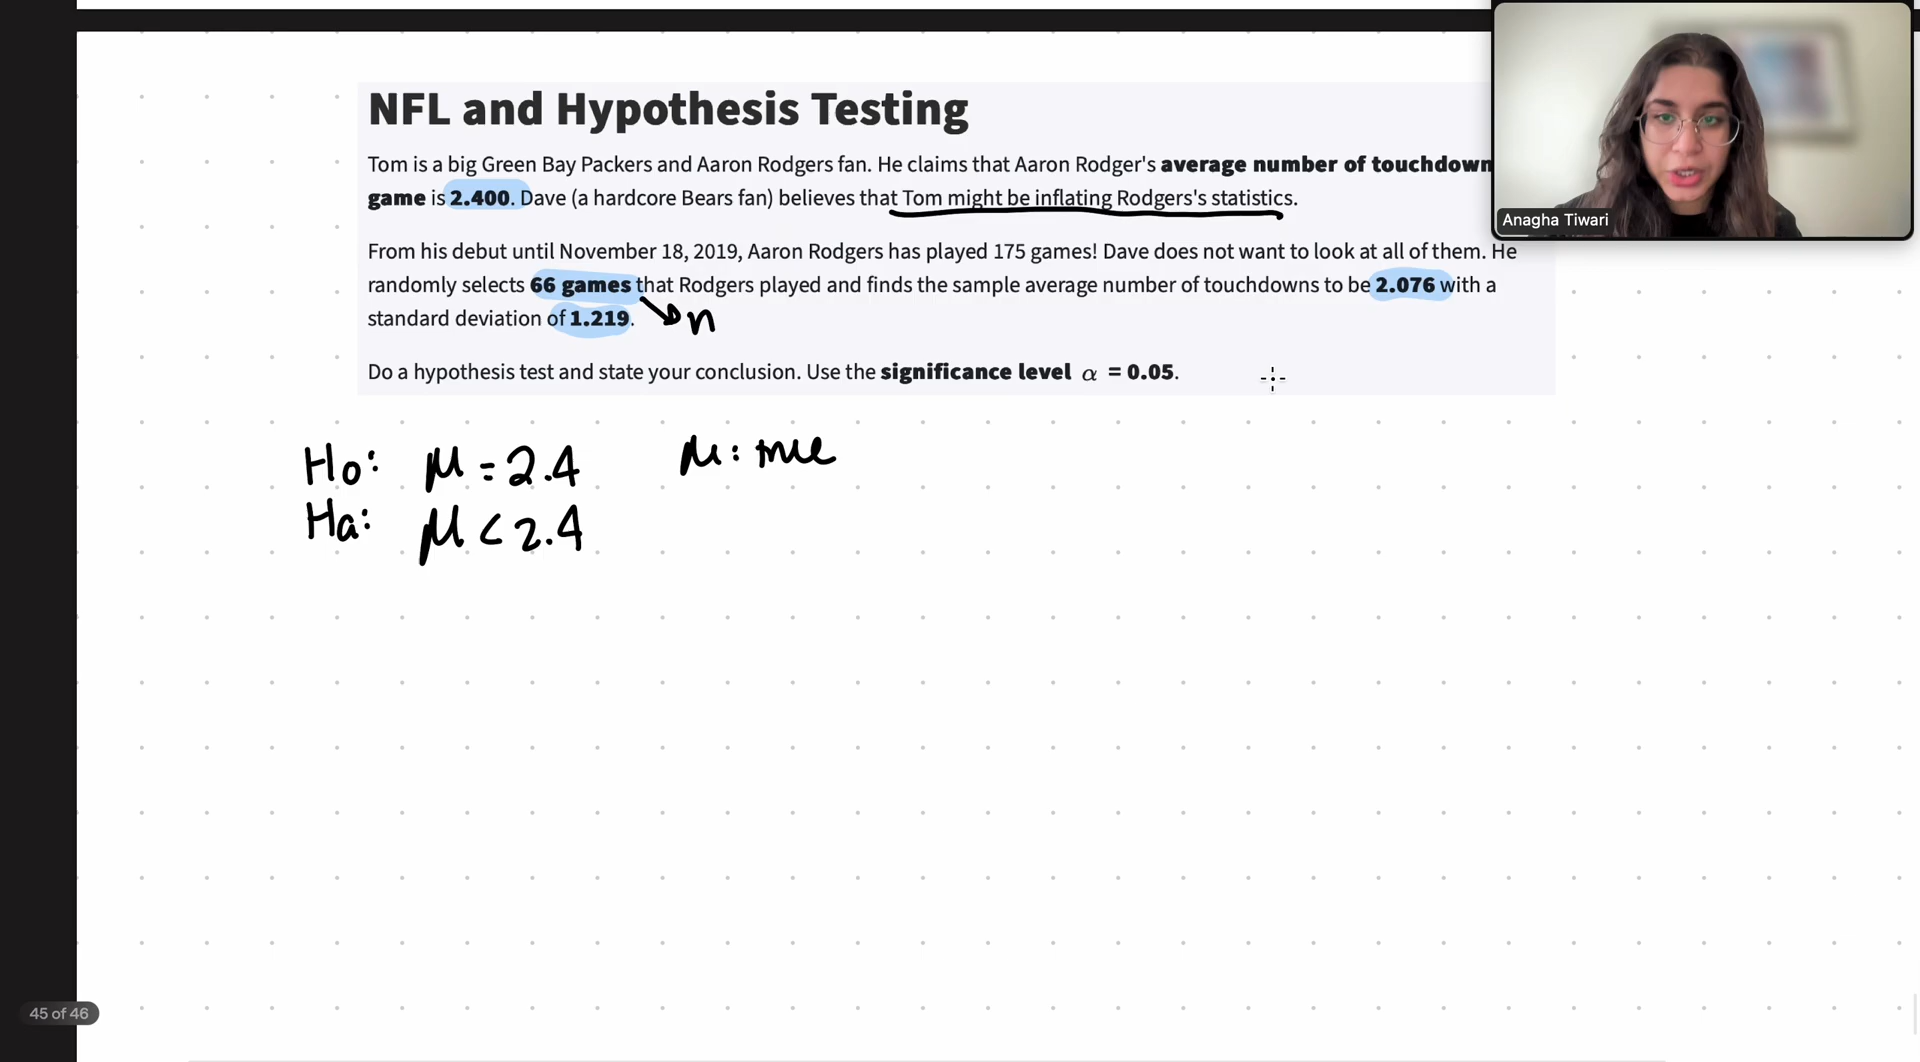 NFL and Hypothesis Testing
Tom is a big Green Bay Packers and Aaron Rodgers fan. He claims that Aaron Rodger's average number of touchdown
game is 2.400. Dave (a hardcore Bears fan) believes that Tom might be inflating Rodgers's statistics.
Anagha Tiwari
From his debut until November 18, 2019, Aaron Rodgers has played 175 games! Dave does not want to look at all of them. He
randomly selects 66 games that Rodgers played and finds the sample average number of touchdowns to be 2.076 with a
standard deviation of 1.219.
n
Do a hypothesis test and state your conclusion. Use the significance level α = 0.05.
Ho: μ = 2.4
μ: true
Ha: μ < 2.4
45 of 46